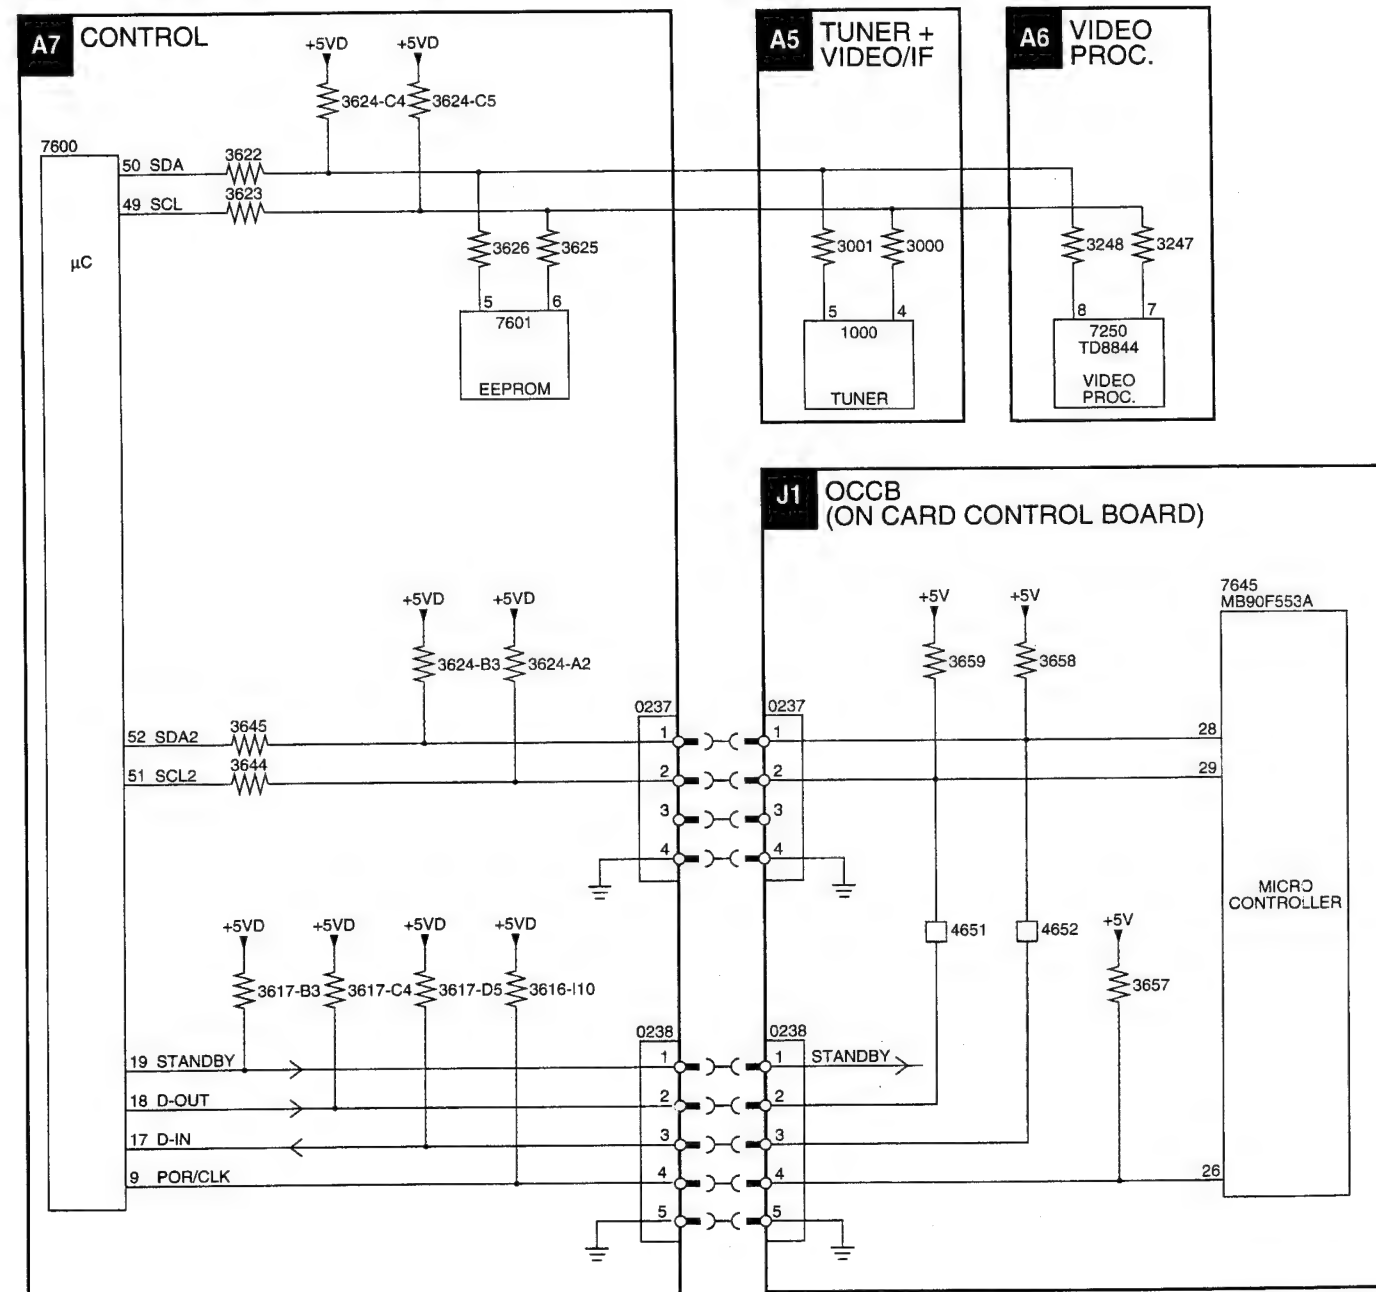 A7 CONTROL
A5 TUNER +
VIDEO/IF
A6 VIDEO
PROC.
+5VD +5VD
3624-C4 3624-C5
7600
50 SDA 3622
49 SCL 3623
µC
3626 3625
3001 3000
3248 3247
5 6
7601
EEPROM
5 4
1000
TUNER
8 7
7250
TD8844
VIDEO
PROC.
J1 OCCB
(ON CARD CONTROL BOARD)
7645
MB90F553A
+5VD +5VD
+5V +5V
3624-B3 3624-A2
3659 3658
0237 0237
52 SDA2 3645 1 1 28
51 SCL2 3644 2 2 29
3 3
4 4
MICRO
CONTROLLER
+5VD +5VD +5VD +5VD
4651 4652 +5V
3617-B3 3617-C4 3617-D5 3616-I10
3657
0238 0238
19 STANDBY 1 1 STANDBY
18 D-OUT 2 2
17 D-IN 3 3
9 POR/CLK 4 4 26
5 5